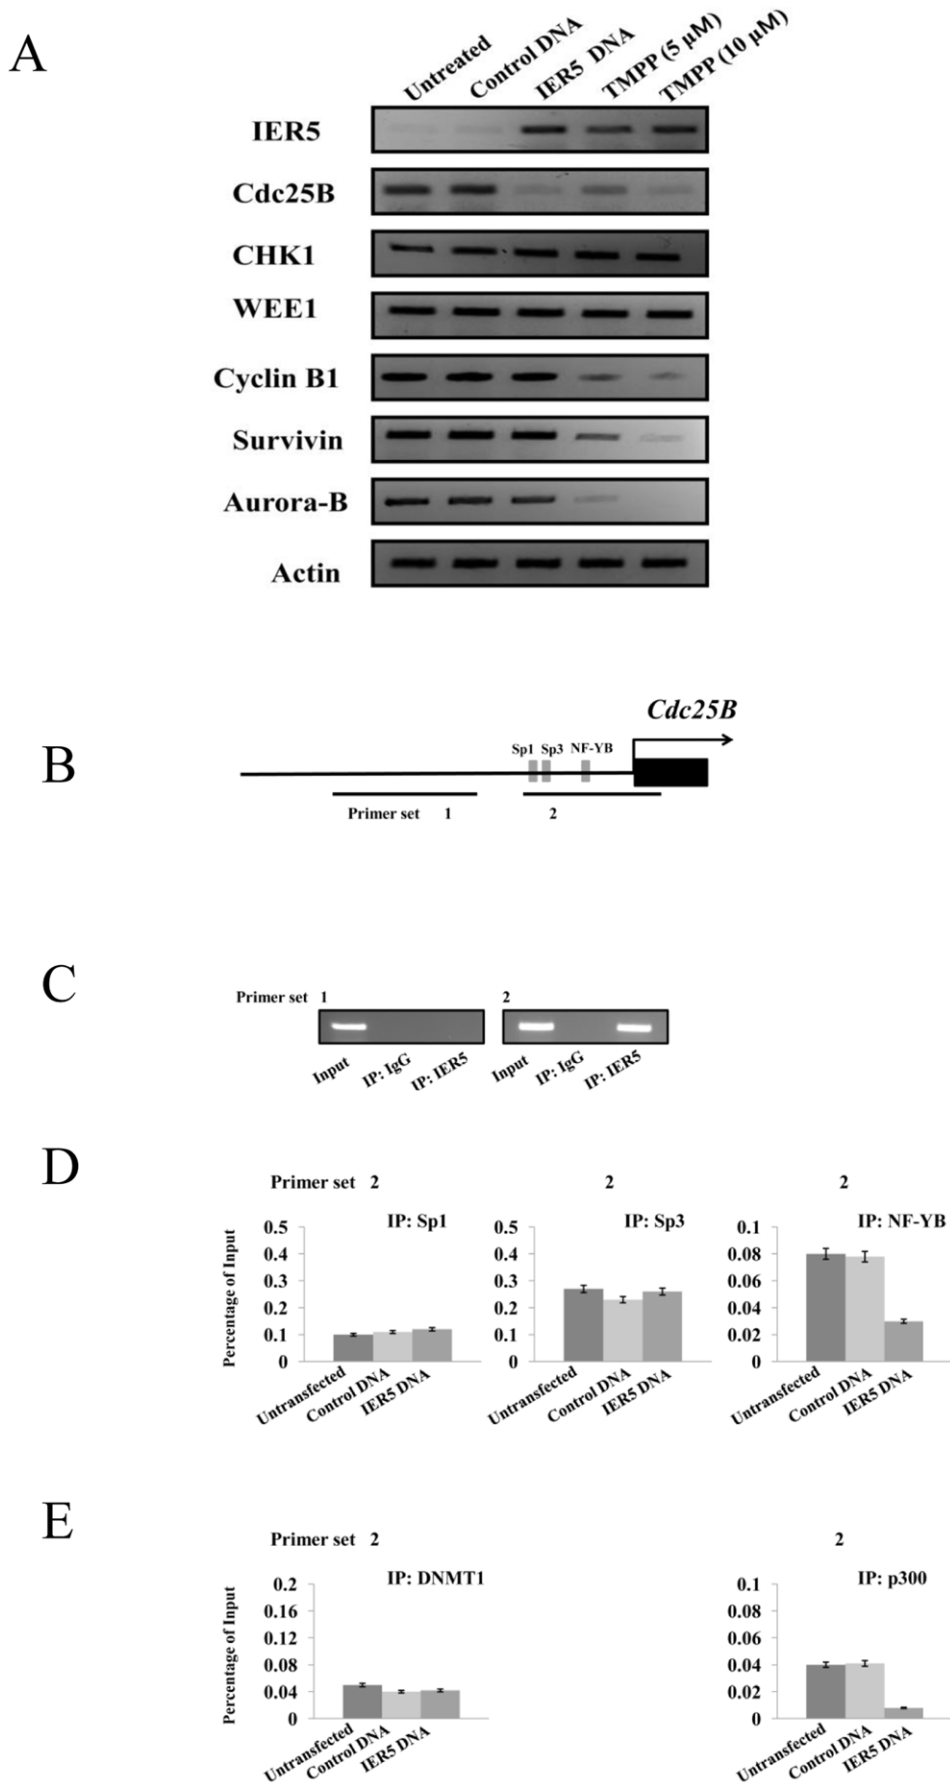 A
Untreated
Control DNA
IER5 DNA
TMPP (5 μM)
TMPP (10 μM)
IER5
Cdc25B
CHK1
WEE1
Cyclin B1
Survivin
Aurora-B
Actin
B
Cdc25B
Sp1 Sp3 NF-YB
Primer set 1 2
C
Primer set 1 2
Input IP: IgG IP: IER5 Input IP: IgG IP: IER5
D
Primer set 2 2 2
Percentage of Input
IP: Sp1
0.5
0.4
0.3
0.2
0.1
0
Untransfected
Control DNA
IER5 DNA
IP: Sp3
0.5
0.4
0.3
0.2
0.1
0
Untransfected
Control DNA
IER5 DNA
IP: NF-YB
0.1
0.08
0.06
0.04
0.02
0
Untransfected
Control DNA
IER5 DNA
E
Primer set 2 2
Percentage of Input
IP: DNMT1
0.2
0.16
0.12
0.08
0.04
0
Untransfected
Control DNA
IER5 DNA
IP: p300
0.1
0.08
0.06
0.04
0.02
0
Untransfected
Control DNA
IER5 DNA